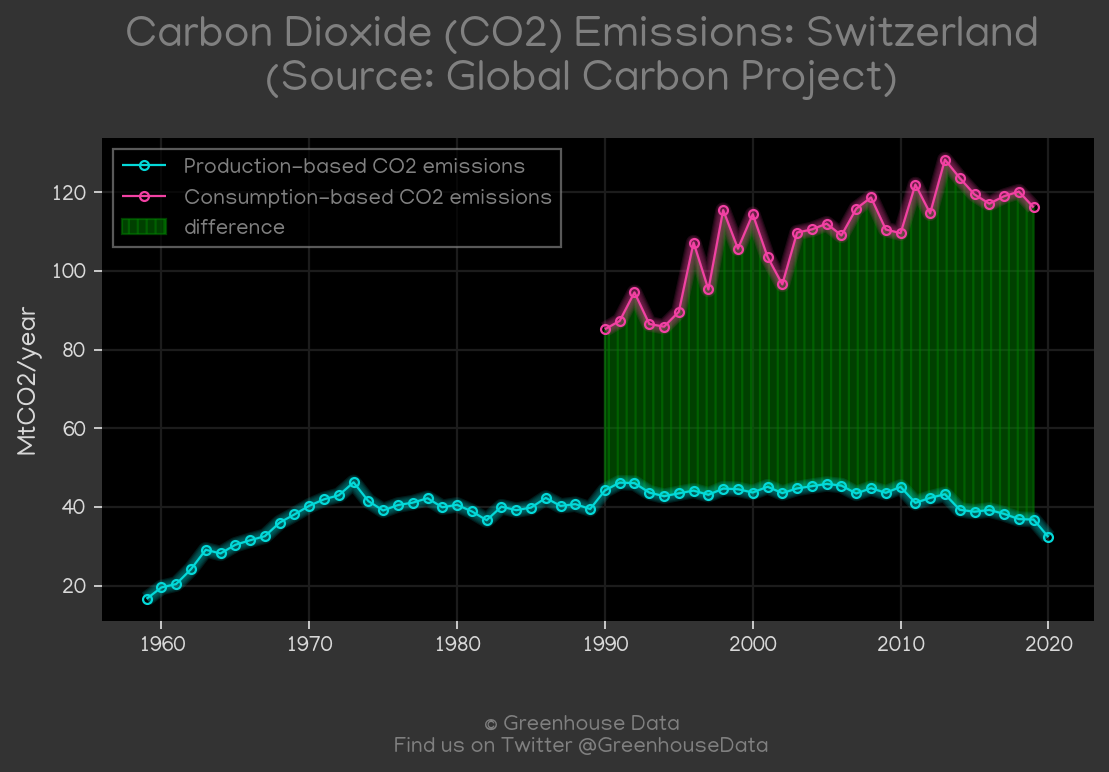 Carbon Dioxide (CO2) Emissions: Switzerland
(Source: Global Carbon Project)
Production-based CO2 emissions
Consumption-based CO2 emissions
difference
MtCO2/year
120
100
80
60
40
20
1960 1970 1980 1990 2000 2010 2020
© Greenhouse Data
Find us on Twitter @GreenhouseData